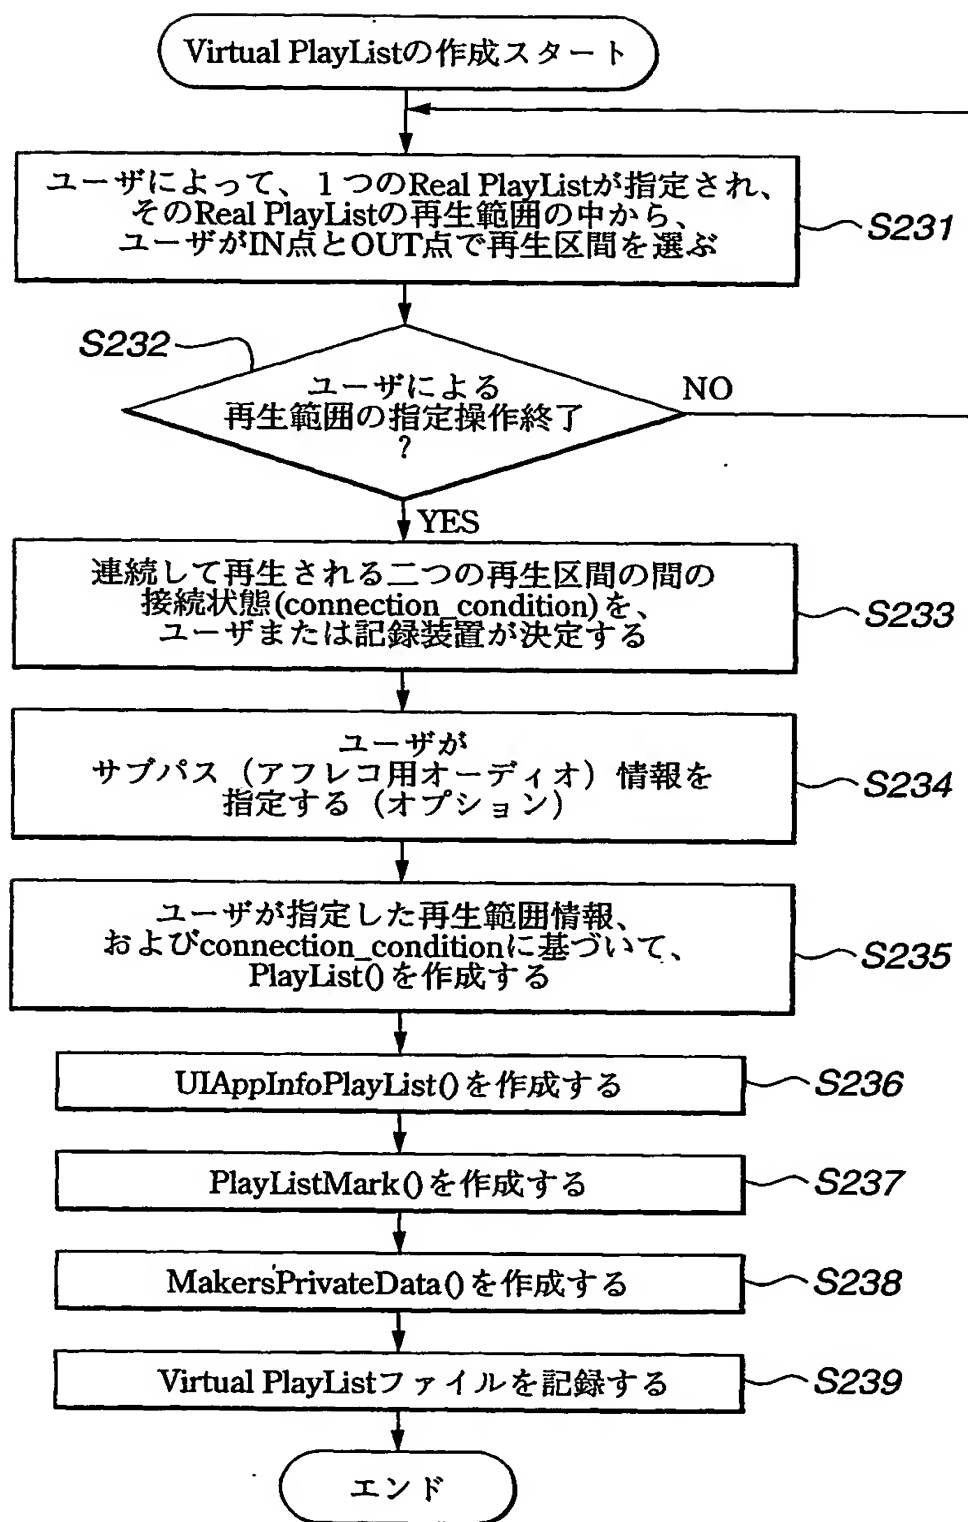 Virtual PlayListの作成スタート
ユーザによって、１つのReal PlayListが指定され、
そのReal PlayListの再生範囲の中から、
ユーザがIN点とOUT点で再生区間を選ぶ
S231
S232
ユーザによる
再生範囲の指定操作終了
?
NO
YES
連続して再生される二つの再生区間の間の
接続状態(connection_condition)を、
ユーザまたは記録装置が決定する
S233
ユーザが
サブパス（アフレコ用オーディオ）情報を
指定する（オプション）
S234
ユーザが指定した再生範囲情報、
およびconnection_conditionに基づいて、
PlayList()を作成する
S235
UIAppInfoPlayList()を作成する
S236
PlayListMark()を作成する
S237
Makers'PrivateData()を作成する
S238
Virtual PlayListファイルを記録する
S239
エンド